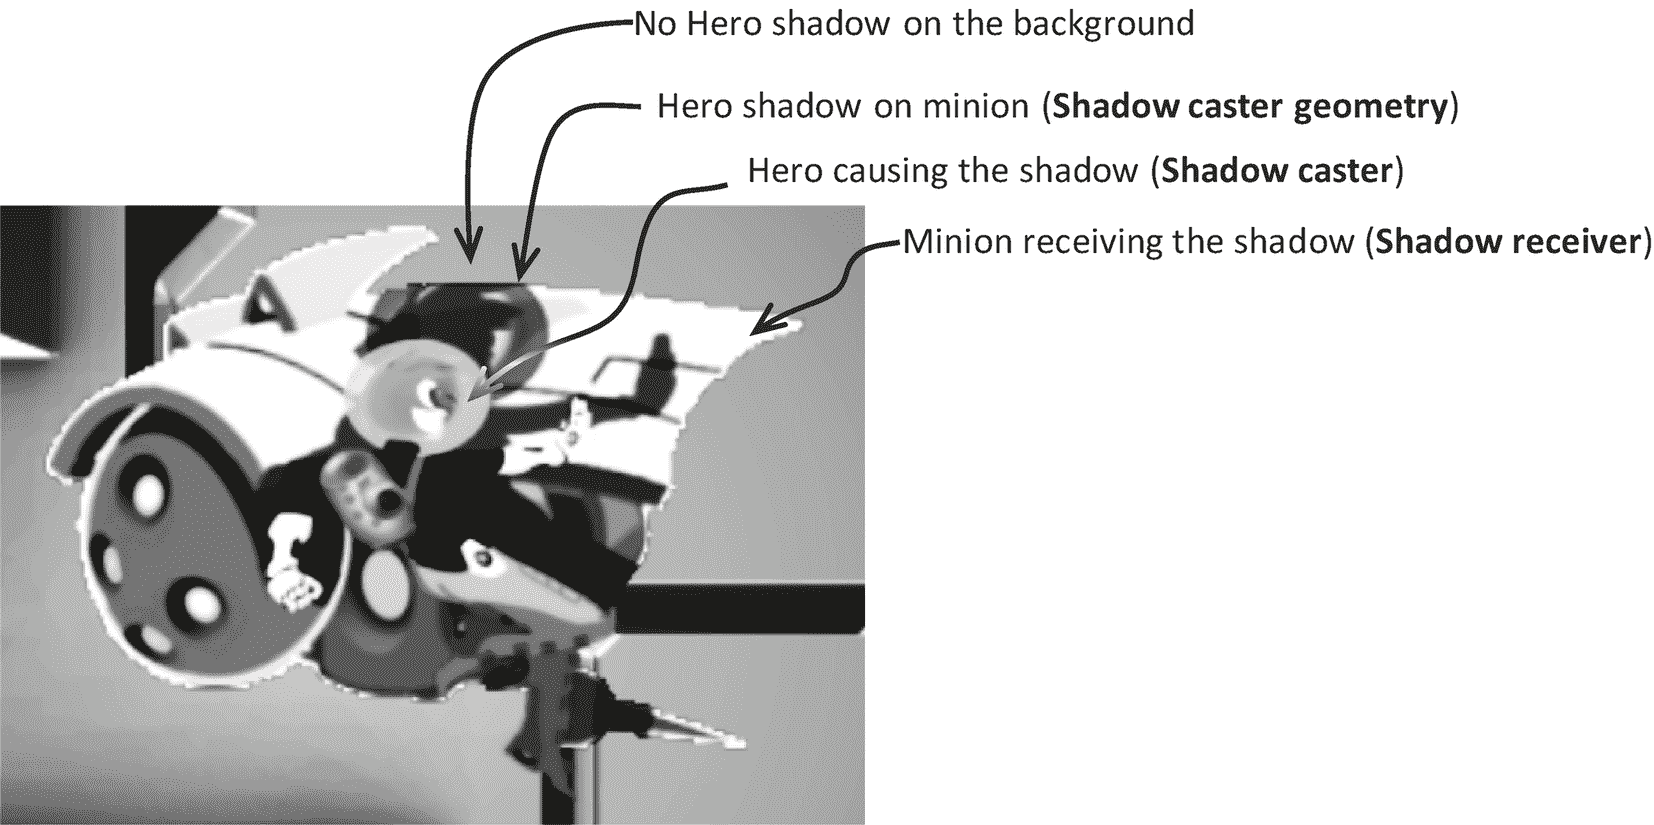 No Hero shadow on the background
Hero shadow on minion (Shadow caster geometry)
Hero causing the shadow (Shadow caster)
Minion receiving the shadow (Shadow receiver)